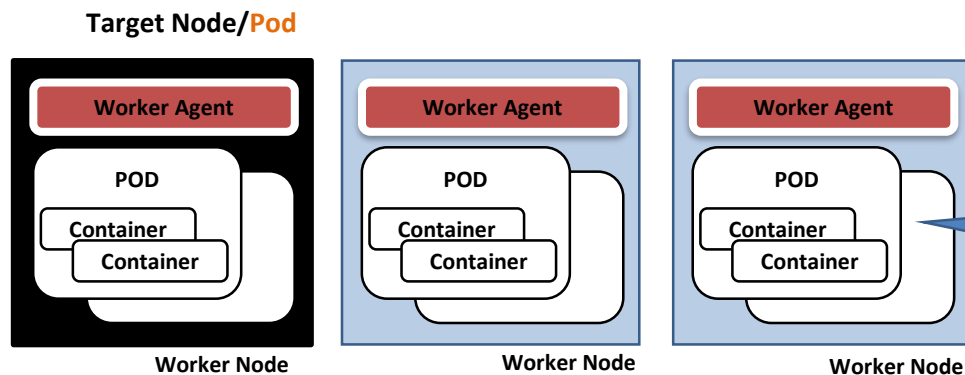 Target Node/Pod
Worker Agent
POD
Container
Container
Worker Node
Worker Agent
POD
Container
Container
Worker Node
Worker Agent
POD
Container
Container
Worker Node